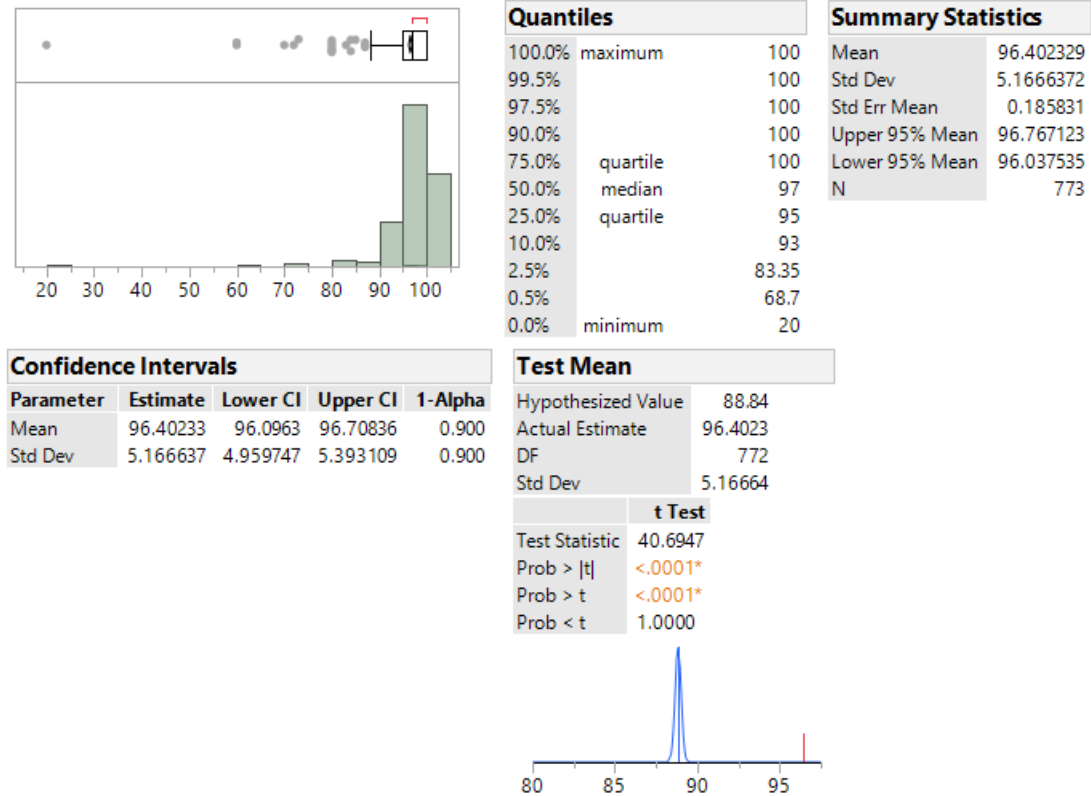 20 30 40 50 60 70 80 90 100
Quantiles
100.0% maximum 100
99.5% 100
97.5% 100
90.0% 100
75.0% quartile 100
50.0% median 97
25.0% quartile 95
10.0% 93
2.5% 83.35
0.5% 68.7
0.0% minimum 20
Summary Statistics
Mean 96.402329
Std Dev 5.1666372
Std Err Mean 0.185831
Upper 95% Mean 96.767123
Lower 95% Mean 96.037535
N 773
Confidence Intervals
Parameter Estimate Lower CI Upper CI 1-Alpha
Mean 96.40233 96.0963 96.70836 0.900
Std Dev 5.166637 4.959747 5.393109 0.900
Test Mean
Hypothesized Value 88.84
Actual Estimate 96.4023
DF 772
Std Dev 5.16664
t Test
Test Statistic 40.6947
Prob > |t| <.0001*
Prob > t <.0001*
Prob < t 1.0000
80 85 90 95